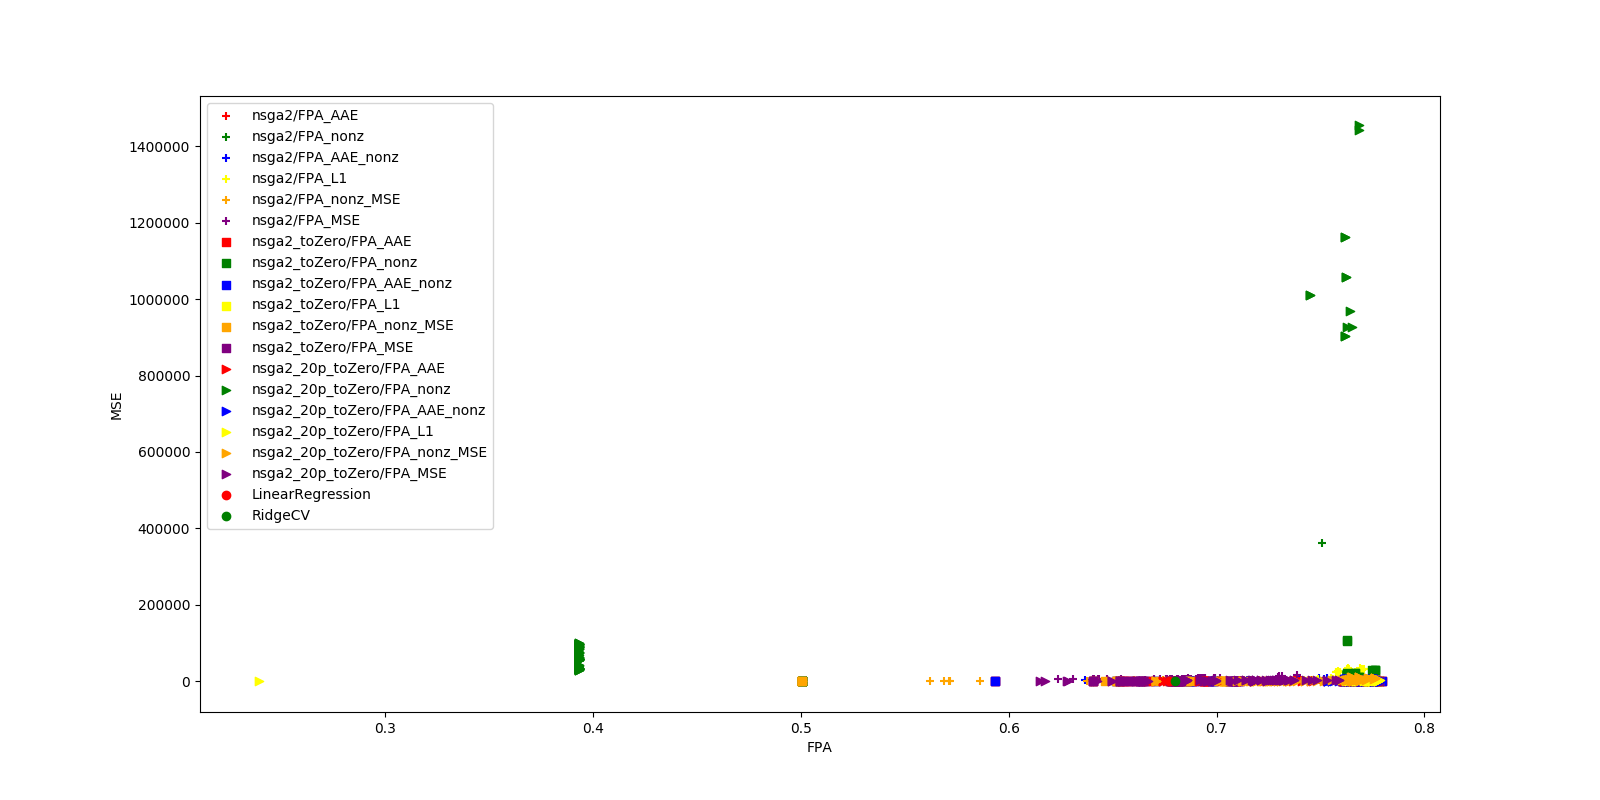 nsga2/FPA_AAE
nsga2/FPA_nonz
nsga2/FPA_AAE_nonz
nsga2/FPA_L1
nsga2/FPA_nonz_MSE
nsga2/FPA_MSE
nsga2_toZero/FPA_AAE
nsga2_toZero/FPA_nonz
nsga2_toZero/FPA_AAE_nonz
nsga2_toZero/FPA_L1
nsga2_toZero/FPA_nonz_MSE
nsga2_toZero/FPA_MSE
nsga2_20p_toZero/FPA_AAE
nsga2_20p_toZero/FPA_nonz
nsga2_20p_toZero/FPA_AAE_nonz
nsga2_20p_toZero/FPA_L1
nsga2_20p_toZero/FPA_nonz_MSE
nsga2_20p_toZero/FPA_MSE
LinearRegression
RidgeCV
1400000
1200000
1000000
800000
600000
400000
200000
0
MSE
0.3 0.4 0.5 0.6 0.7 0.8
FPA